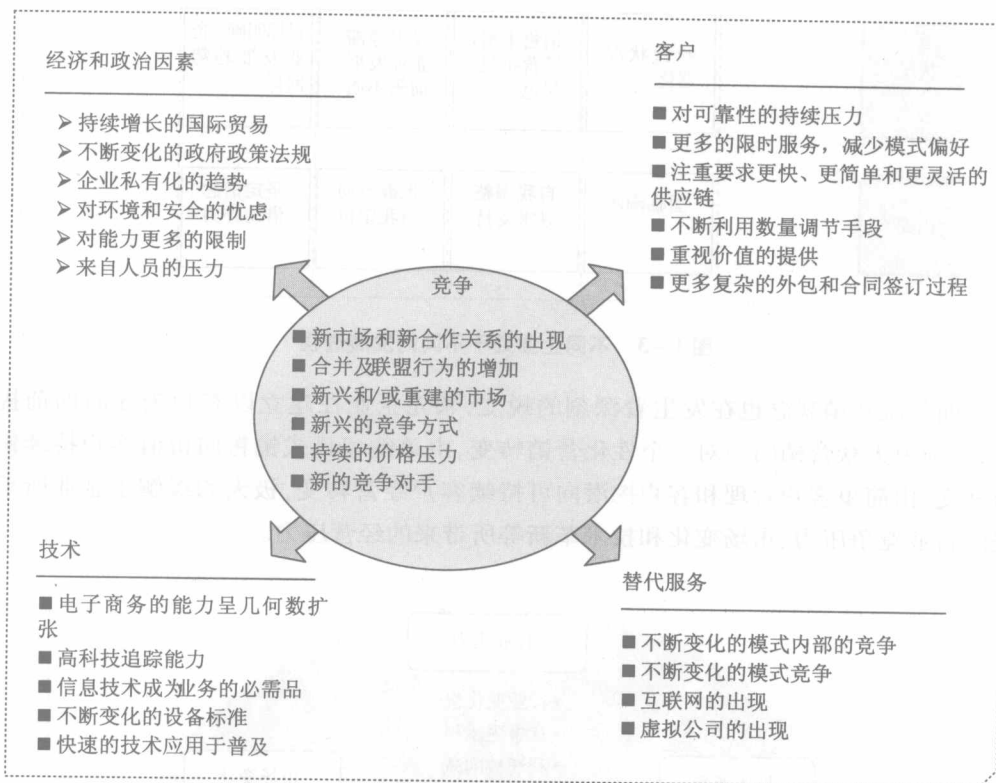 经济和政治因素
➢持续增长的国际贸易
➢不断变化的政府政策法规
➢企业私有化的趋势
➢对环境和安全的忧虑
➢对能力更多的限制
➢来自人员的压力
客户
■对可靠性的持续压力
■更多的限时服务，减少模式偏好
■注重要求更快、更简单和更灵活的
供应链
■不断利用数量调节手段
■重视价值的提供
■更多复杂的外包和合同签订过程
竞争
■新市场和新合作关系的出现
■合并及联盟行为的增加
■新兴和/或重建的市场
■新兴的竞争方式
■持续的价格压力
■新的竞争对手
技术
■电子商务的能力呈几何数扩
张
■高科技追踪能力
■信息技术成为业务的必需品
■不断变化的设备标准
■快速的技术应用于普及
替代服务
■不断变化的模式内部的竞争
■不断变化的模式竞争
■互联网的出现
■虚拟公司的出现